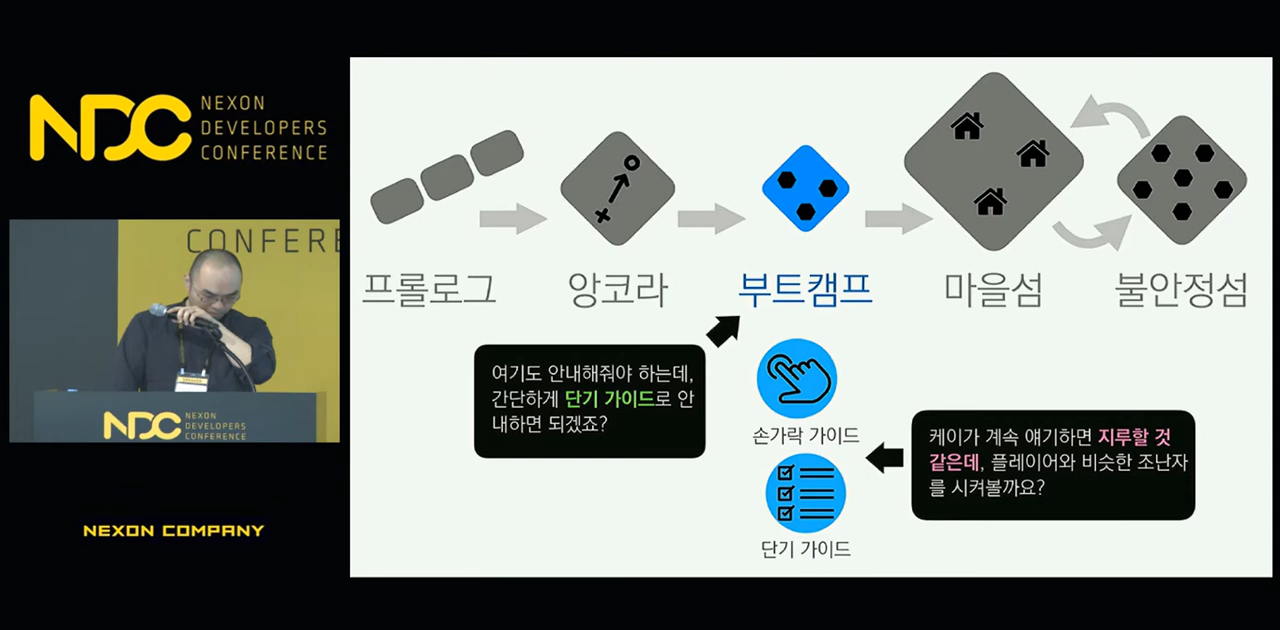 NDC
NEXON
DEVELOPERS
CONFERENCE
CONFERE
NDC
NEXON
DEVELOPERS
CONFERENCE
NEXON COMPANY
프롤로그
앙코라
부트캠프
마을섬
불안정섬
여기도 안내해줘야 하는데,
간단하게 단기 가이드로 안
내하면 되겠죠?
손가락 가이드
케이가 계속 얘기하면 지루할 것
같은데, 플레이어와 비슷한 조난자
를 시켜볼까요?
단기 가이드